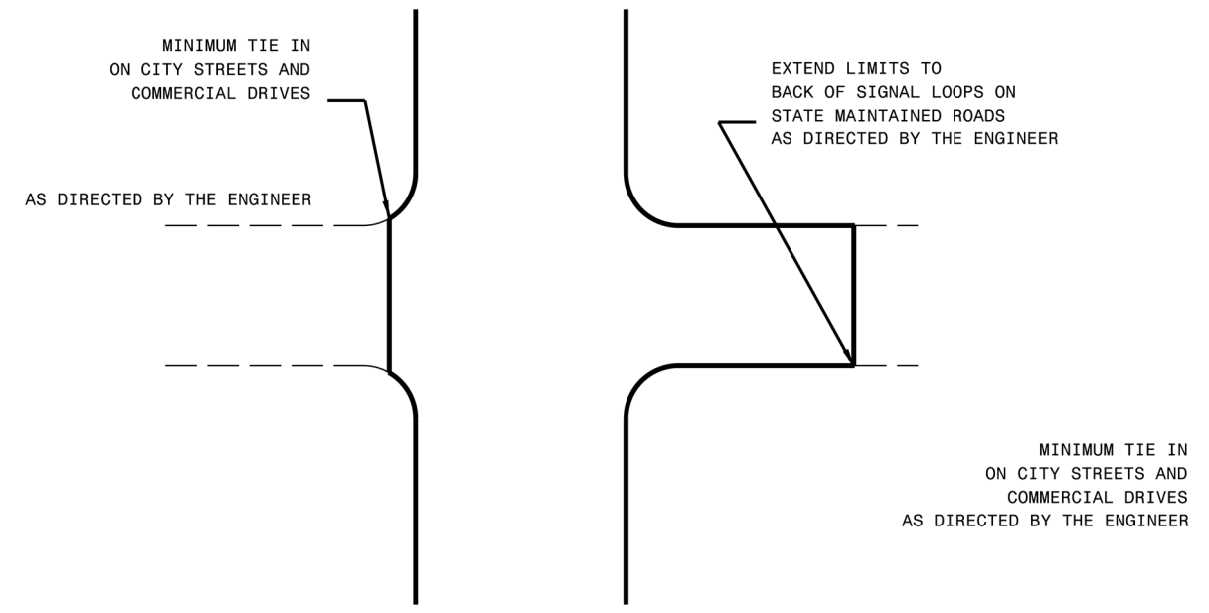 MINIMUM TIE IN
ON CITY STREETS AND
COMMERCIAL DRIVES
AS DIRECTED BY THE ENGINEER
EXTEND LIMITS TO
BACK OF SIGNAL LOOPS ON
STATE MAINTAINED ROADS
AS DIRECTED BY THE ENGINEER
MINIMUM TIE IN
ON CITY STREETS AND
COMMERCIAL DRIVES
AS DIRECTED BY THE ENGINEER